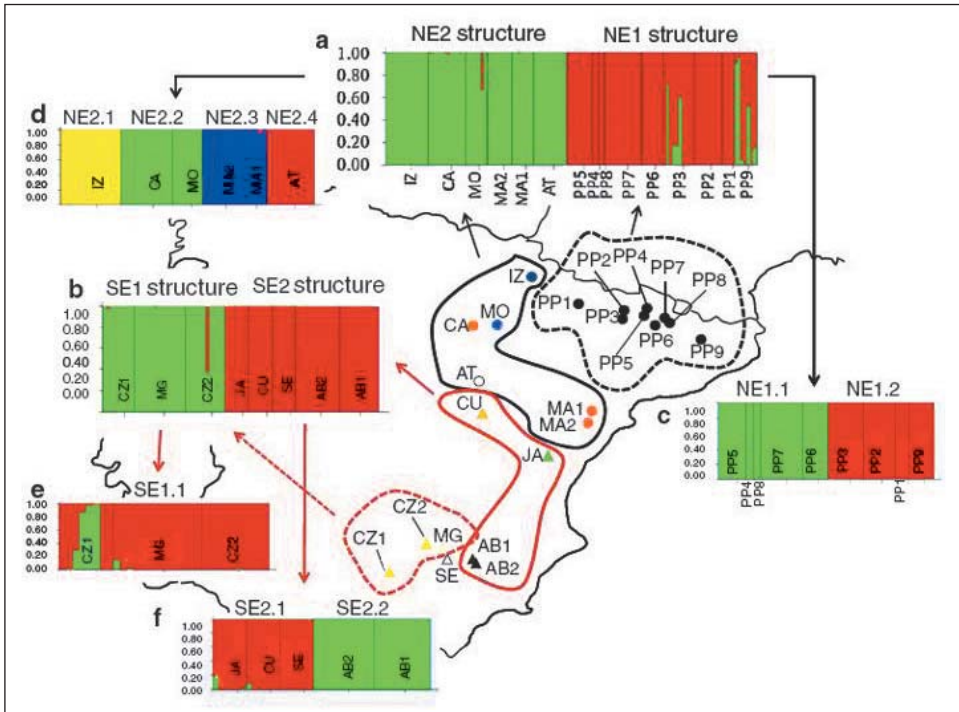 a
NE2 structure NE1 structure
1.00
0.80
0.60
0.40
0.20
0.00
IZ CA MO MA2 MA1 AT PP5 PP4 PP8 PP7 PP6 PP3 PP2 PP1 PP9
d
NE2.1 NE2.2 NE2.3 NE2.4
1.00
0.80
0.60
0.40
0.20
0.00
IZ CA MO MA2 MA1 AT
b
SE1 structure SE2 structure
1.00
0.80
0.60
0.40
0.20
0.00
CZ1 MG CZ2 JA CU SE AB2 AB1
IZ
MO
CA
AT
CU
MA1
MA2
JA
PP1
PP2
PP4
PP7
PP8
PP3
PP5
PP6
PP9
CZ2
CZ1
MG
SE
AB1
AB2
c
NE1.1 NE1.2
1.00
0.80
0.60
0.40
0.20
0.00
PP5 PP4 PP8 PP7 PP6 PP3 PP2 PP1 PP9
e
SE1.1
1.00
0.80
0.60
0.40
0.20
0.00
CZ1 MG CZ2
f
SE2.1 SE2.2
1.00
0.80
0.60
0.40
0.20
0.00
JA CU SE AB2 AB1